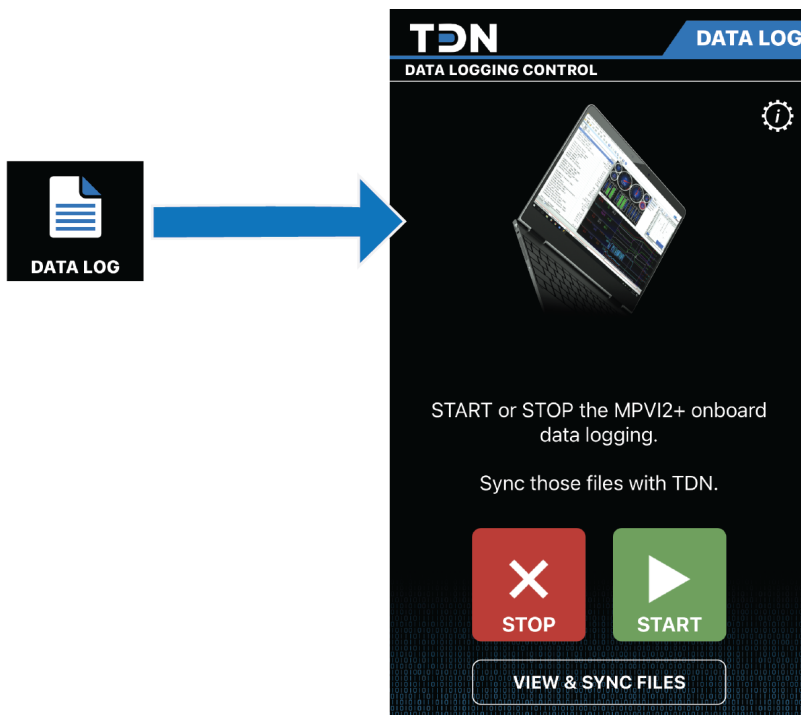 DATA LOG
TDN
DATA LOG
DATA LOGGING CONTROL
i
START or STOP the MPVI2+ onboard
data logging.
Sync those files with TDN.
STOP
START
VIEW & SYNC FILES